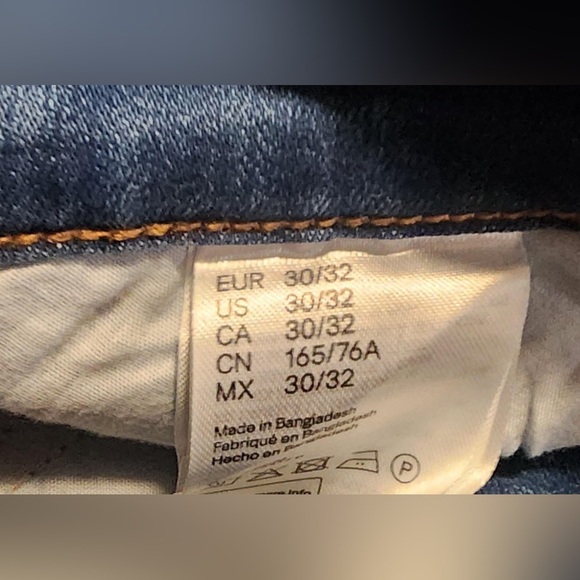 EUR 30/32
US 30/32
CA 30/32
CN 165/76A
MX 30/32
Made in Bangladesh
Fabriqué en Bangladesh
Hecho en Bangladesh
P